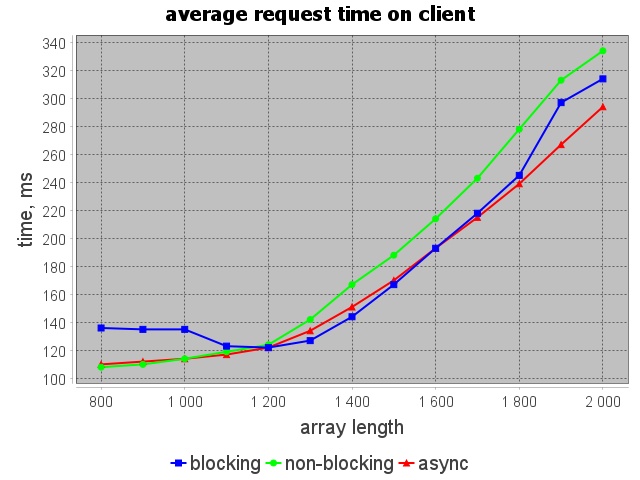 average request time on client
340
320
300
280
260
240
220
200
180
160
140
120
100
time, ms
800 1 000 1 200 1 400 1 600 1 800 2 000
array length
blocking non-blocking async